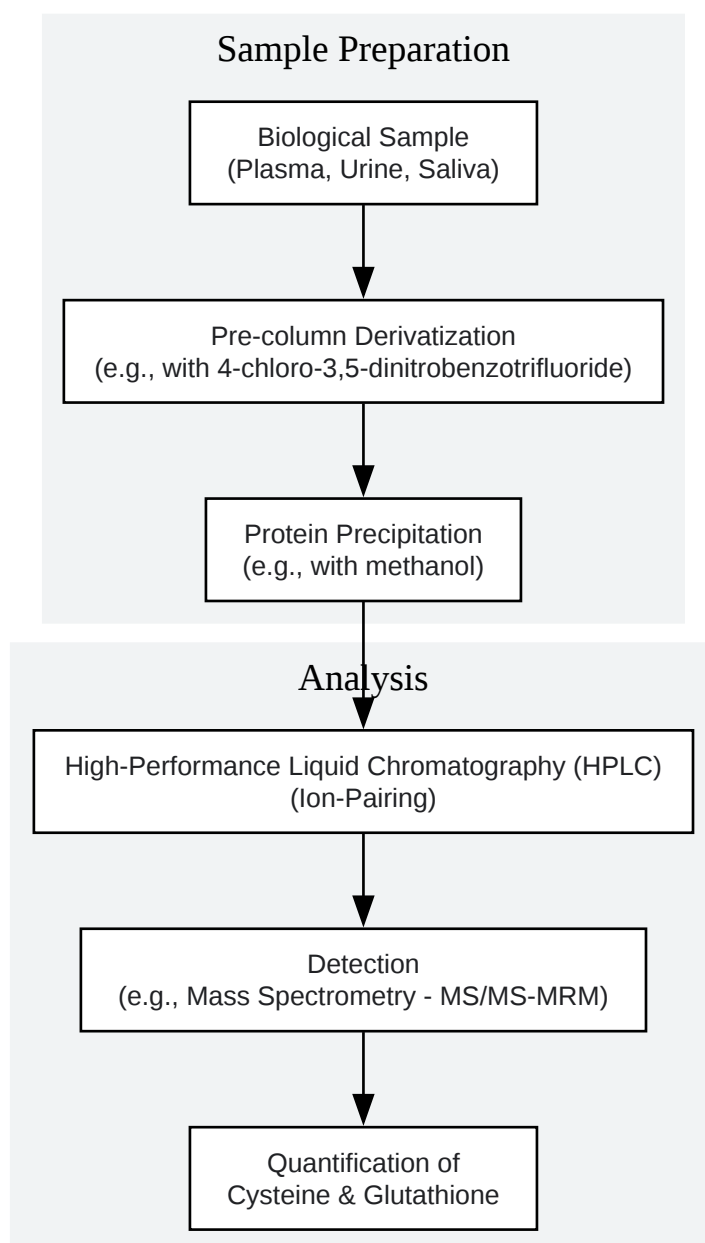 Sample Preparation
Biological Sample
(Plasma, Urine, Saliva)
Pre-column Derivatization
(e.g., with 4-chloro-3,5-dinitrobenzotrifluoride)
Protein Precipitation
(e.g., with methanol)
Analysis
High-Performance Liquid Chromatography (HPLC)
(Ion-Pairing)
Detection
(e.g., Mass Spectrometry - MS/MS-MRM)
Quantification of
Cysteine & Glutathione